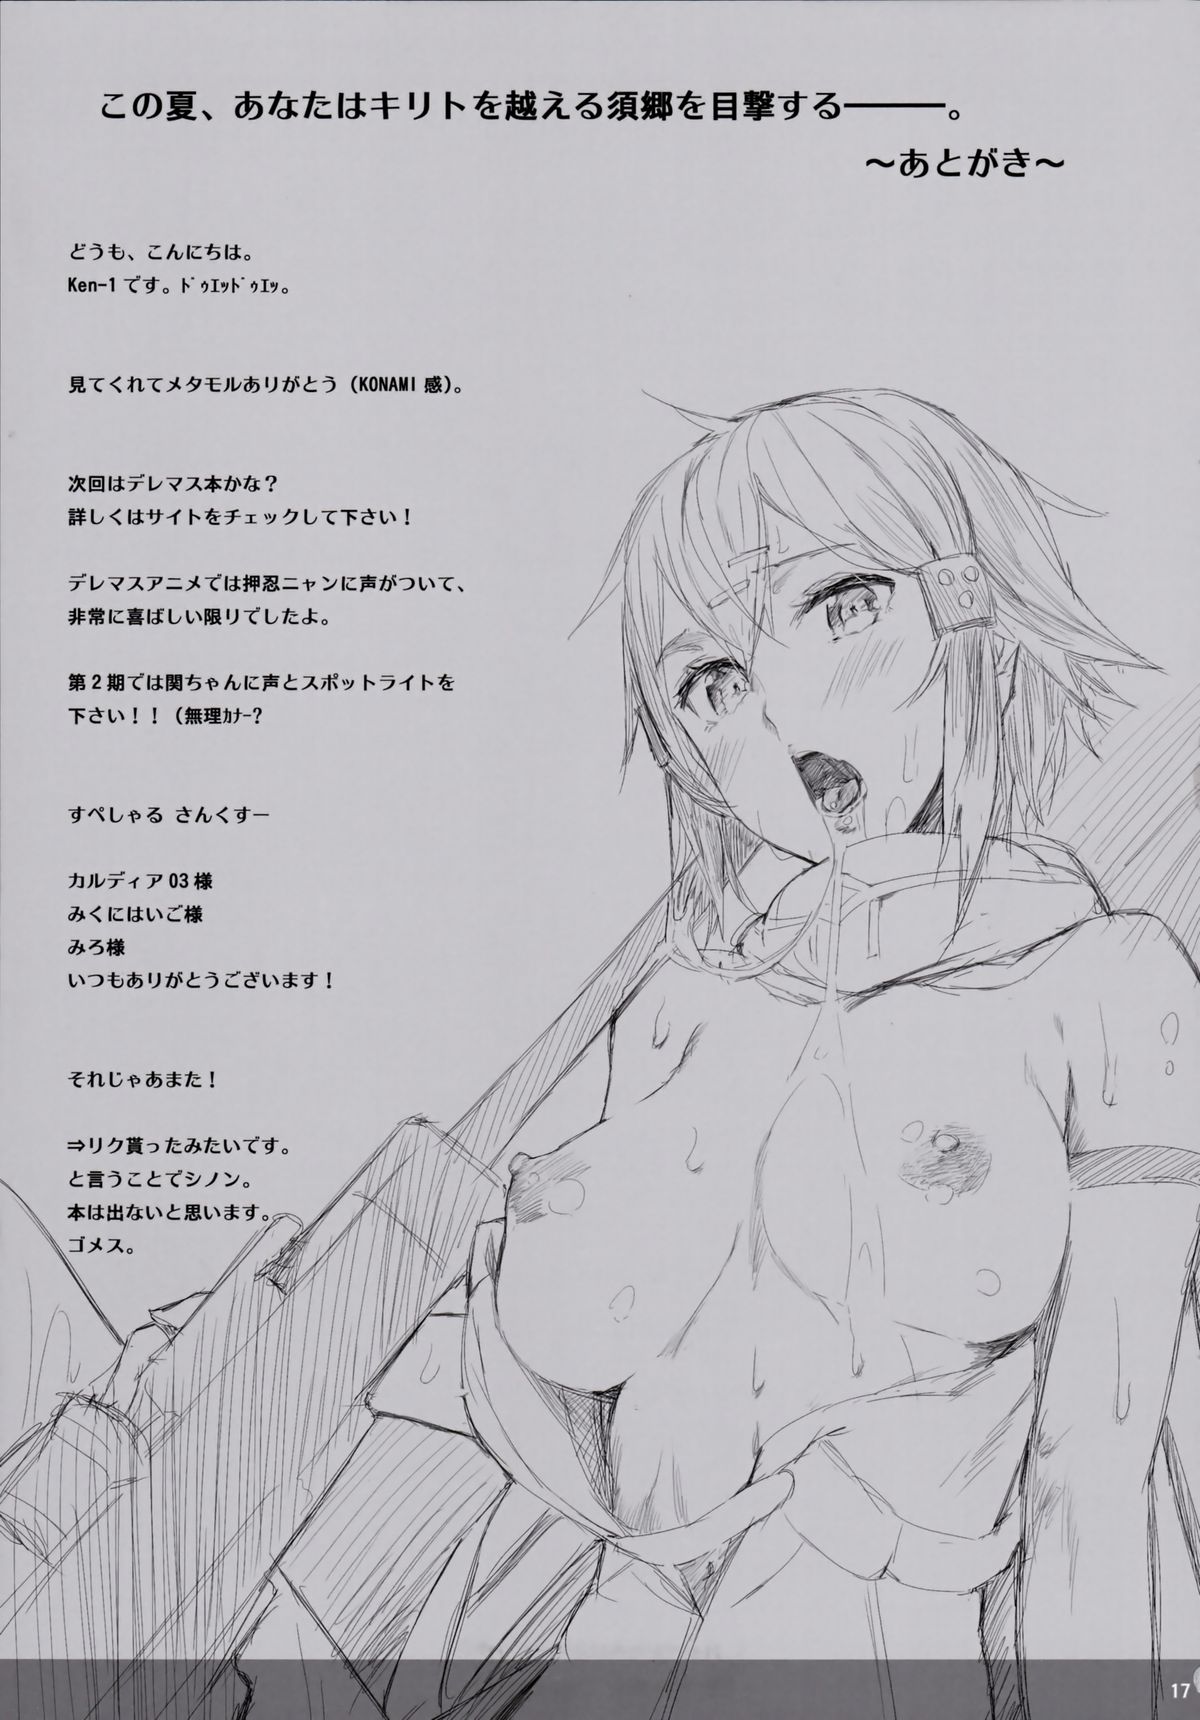 この夏、あなたはキリトを越える須郷を目撃する―――。
～あとがき～
どうも、こんにちは。
Ken-1です。ﾄﾞｩｴｯﾄﾞｩｴｯ。
見てくれてメタモルありがとう（KONAMI感）。
次回はデレマス本かな？
詳しくはサイトをチェックして下さい！
デレマスアニメでは押忍ニャンに声がついて、
非常に喜ばしい限りでしたよ。
第２期では関ちゃんに声とスポットライトを
下さい！！（無理ｶﾅｰ？
すぺしゃる さんくすー
カルディア03様
みくにはいご様
みろ様
いつもありがとうございます！
それじゃあまた！
⇒リク貰ったみたいです。
と言うことでシノン。
本は出ないと思います。
ゴメス。
17